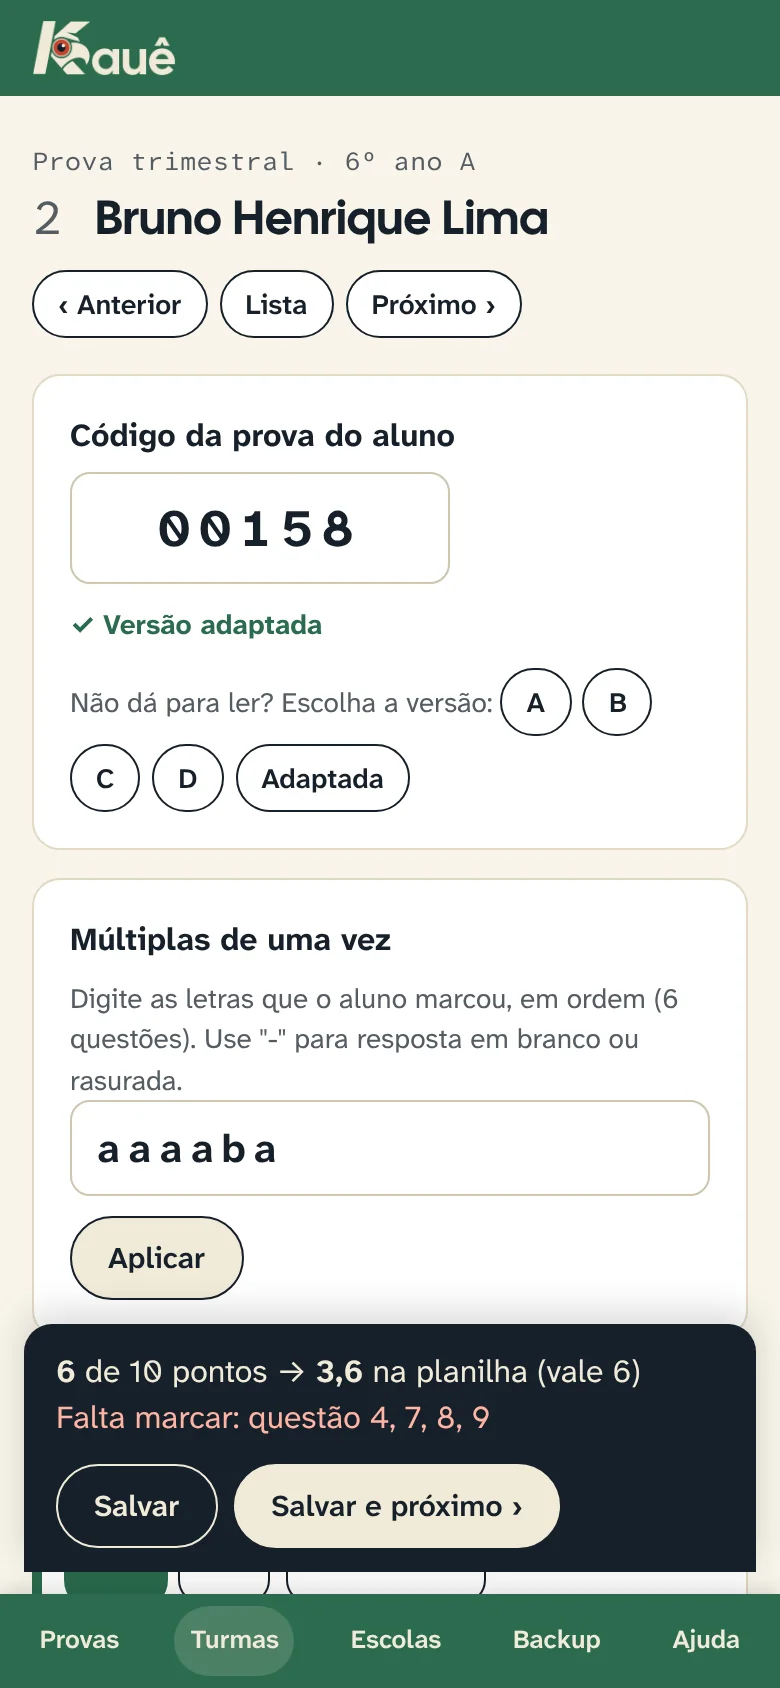 Kauê
Prova trimestral · 6º ano A
2 Bruno Henrique Lima
‹ Anterior Lista Próximo ›
Código da prova do aluno
00158
✓ Versão adaptada
Não dá para ler? Escolha a versão: A B
C D Adaptada
Múltiplas de uma vez
Digite as letras que o aluno marcou, em ordem (6
questões). Use "-" para resposta em branco ou
rasurada.
aaaaba
Aplicar
6 de 10 pontos → 3,6 na planilha (vale 6)
Falta marcar: questão 4, 7, 8, 9
Salvar Salvar e próximo ›
Provas Turmas Escolas Backup Ajuda